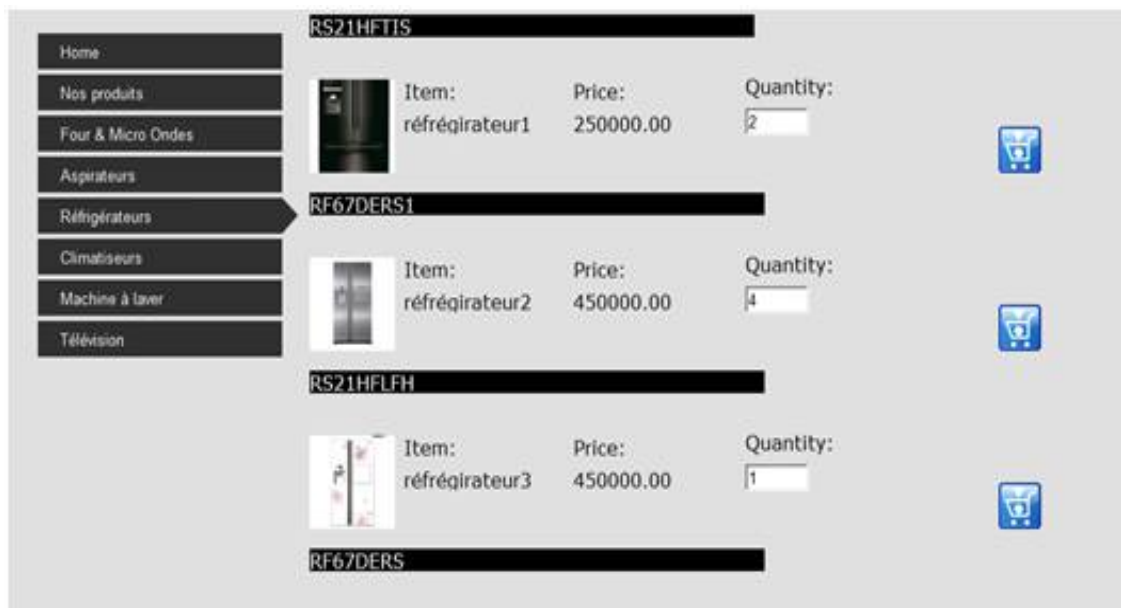 Home
Nos produits
Four & Micro Ondes
Aspirateurs
Réfrigérateurs
Climatiseurs
Machine à laver
Télévision
RS21HFTIS
Item: Price: Quantity:
réfrégirateur1 250000.00 2
RF67DERS1
Item: Price: Quantity:
réfrégirateur2 450000.00 4
RS21HFLFH
Item: Price: Quantity:
réfrégirateur3 450000.00 1
RF67DERS